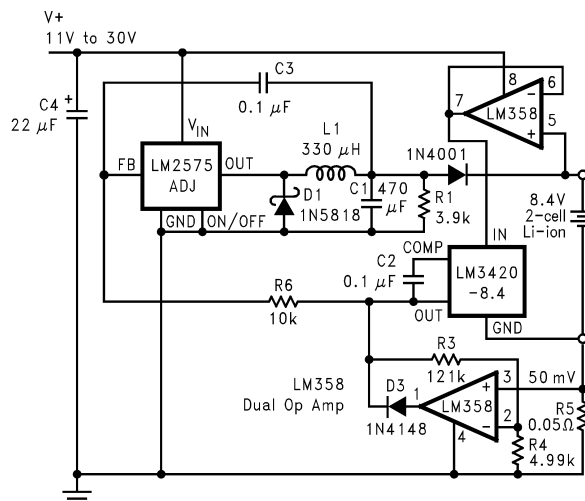 V+
11V to 30V
C3
0.1 μF
C4
+
22 μF
VIN
FB
LM2575
ADJ
OUT
GND
ON/OFF
L1
330 μH
D1
1N5818
C1
470
μF
1N4001
R1
3.9k
7
8
6
5
LM358
−
+
8.4V
2-cell
Li-ion
IN
COMP
C2
0.1 μF
LM3420
-8.4
OUT
GND
R6
10k
R3
121k
LM358
Dual Op Amp
D3
1N4148
1
LM358
+
−
3
2
4
50 mV
R5
0.05Ω
R4
4.99k